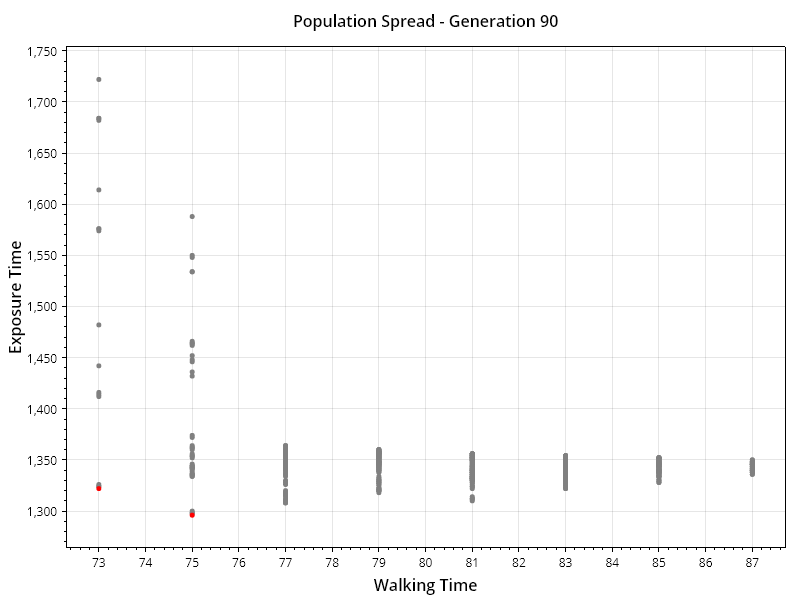 Population Spread - Generation 90
1,750
1,700
1,650
1,600
1,550
1,500
1,450
1,400
1,350
1,300
Exposure Time
73 74 75 76 77 78 79 80 81 82 83 84 85 86 87
Walking Time